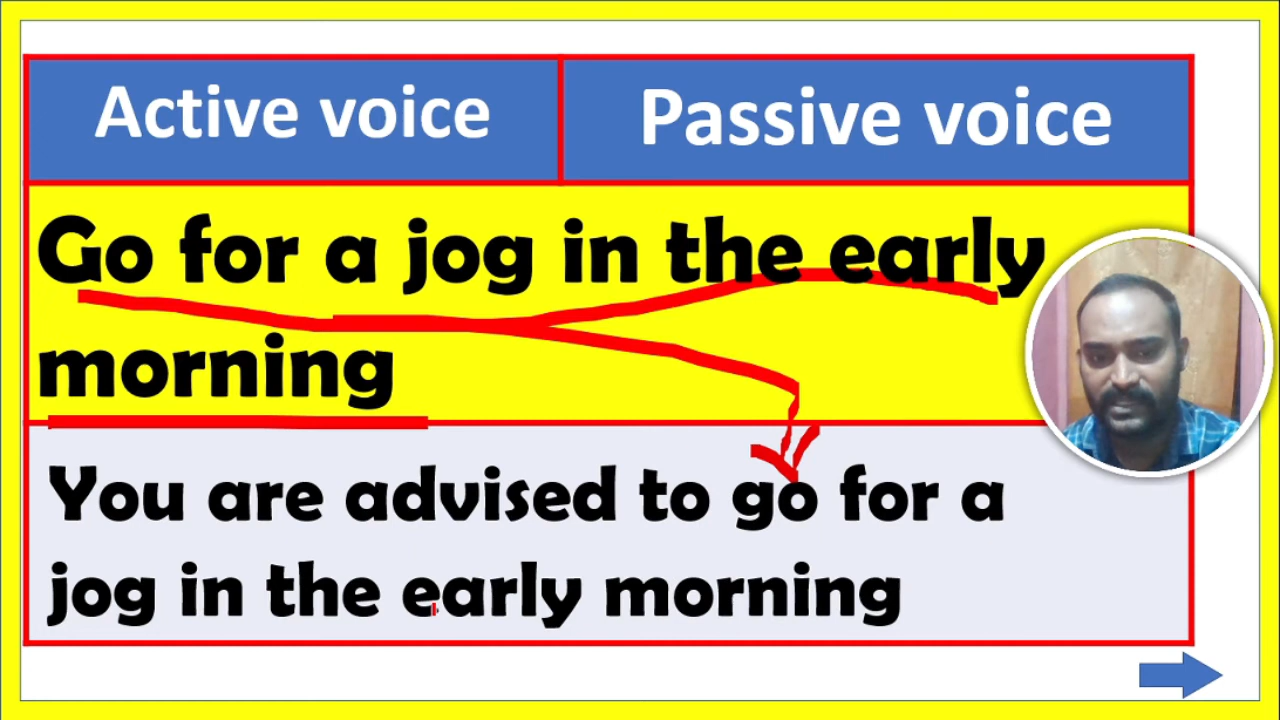 Active voice
Passive voice
Go for a jog in the early
morning
You are advised to go for a
jog in the early morning